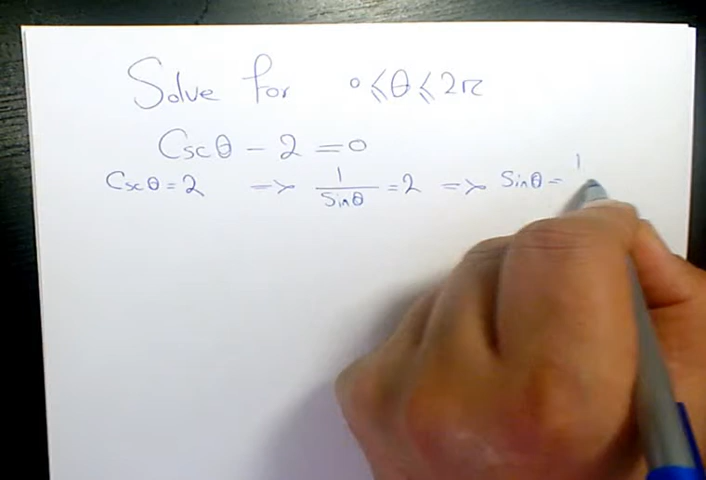 Solve for 0 ⩽ θ ⩽ 2π
Cscθ - 2 = 0
Cscθ = 2 => 1/Sinθ = 2 => Sinθ = 1